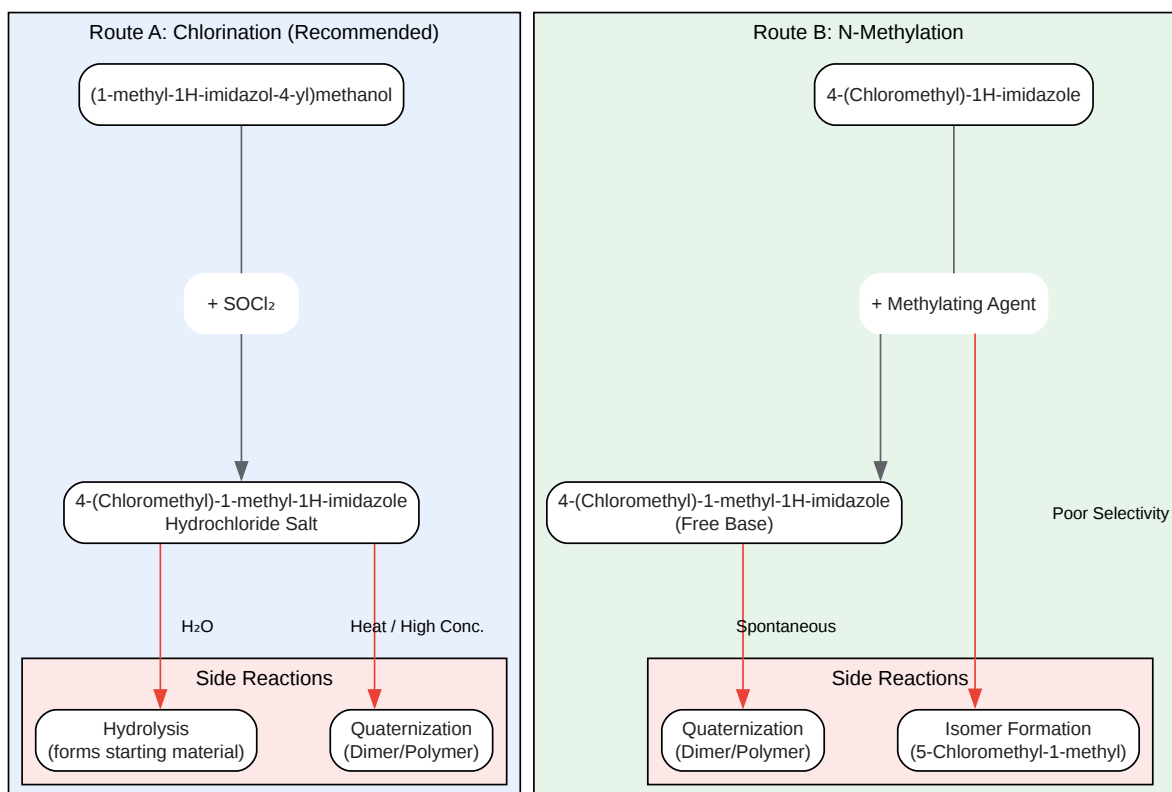 Route A: Chlorination (Recommended)
(1-methyl-1H-imidazol-4-yl)methanol
+ SOCl₂
4-(Chloromethyl)-1-methyl-1H-imidazole
Hydrochloride Salt
H₂O
Heat / High Conc.
Side Reactions
Hydrolysis
(forms starting material)
Quaternization
(Dimer/Polymer)
Route B: N-Methylation
4-(Chloromethyl)-1H-imidazole
+ Methylating Agent
4-(Chloromethyl)-1-methyl-1H-imidazole
(Free Base)
Poor Selectivity
Spontaneous
Side Reactions
Quaternization
(Dimer/Polymer)
Isomer Formation
(5-Chloromethyl-1-methyl)